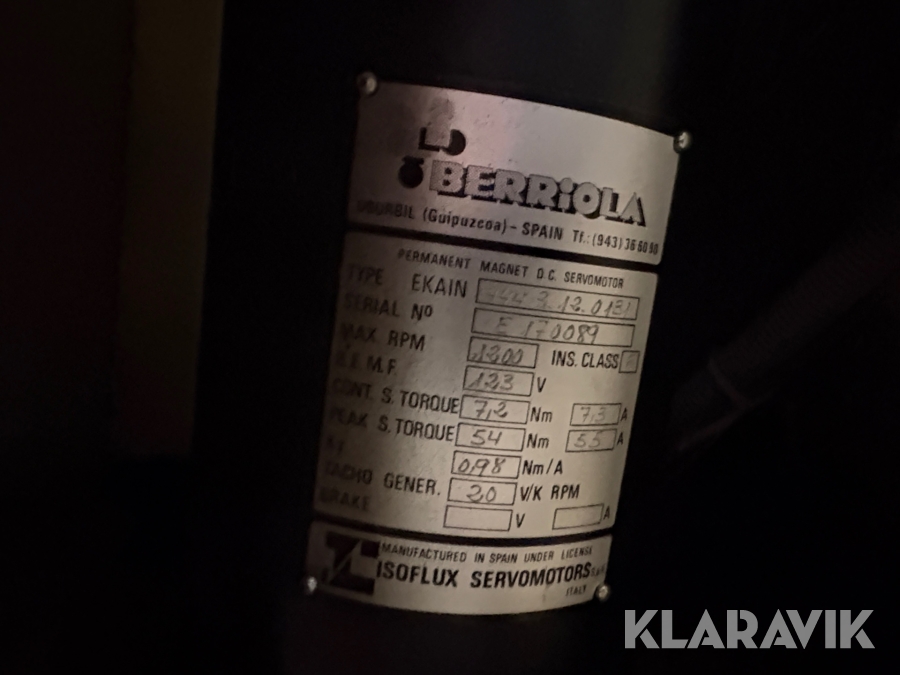 BERRiOLA
USURBIL (Guipuzcoa) - SPAIN Tf.: (943) 36 60 90
PERMANENT MAGNET D.C. SERVOMOTOR
TYPE EKAIN
SERIAL Nº E 170089
MAX. RPM 1200 INS. CLASS
M.F. 123 V
CONT. S. TORQUE 7,2 Nm 7,3 A
PEAK S. TORQUE 54 Nm 55 A
0,98 Nm/A
TACHO GENER. 20 V/K RPM
BRAKE V A
MANUFACTURED IN SPAIN UNDER LICENSE
ISOFLUX SERVOMOTORS
ITALY
KLARAVIK